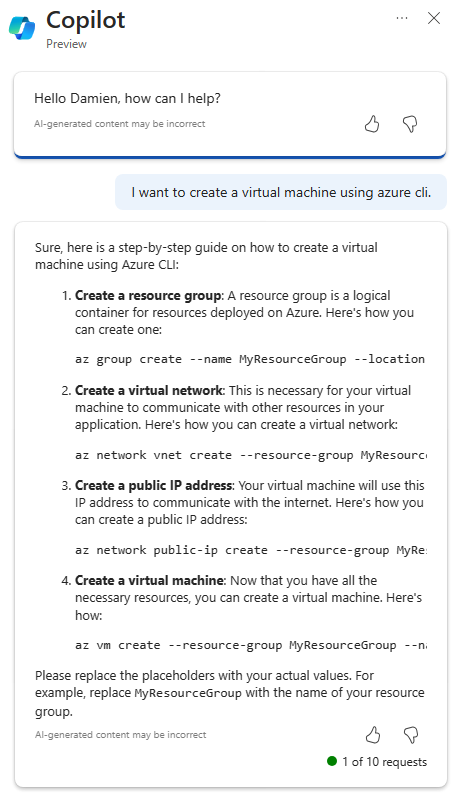 Copilot
Preview
Hello Damien, how can I help?
AI-generated content may be incorrect
I want to create a virtual machine using azure cli.
Sure, here is a step-by-step guide on how to create a virtual
machine using Azure CLI:
1. Create a resource group: A resource group is a logical
container for resources deployed on Azure. Here's how you
can create one:
az group create --name MyResourceGroup --location
2. Create a virtual network: This is necessary for your virtual
machine to communicate with other resources in your
application. Here's how you can create a virtual network:
az network vnet create --resource-group MyResourc
3. Create a public IP address: Your virtual machine will use this
IP address to communicate with the internet. Here's how you
can create a public IP address:
az network public-ip create --resource-group MyRes
4. Create a virtual machine: Now that you have all the
necessary resources, you can create a virtual machine. Here's
how:
az vm create --resource-group MyResourceGroup --na
Please replace the placeholders with your actual values. For
example, replace MyResourceGroup with the name of your resource
group.
AI-generated content may be incorrect
1 of 10 requests